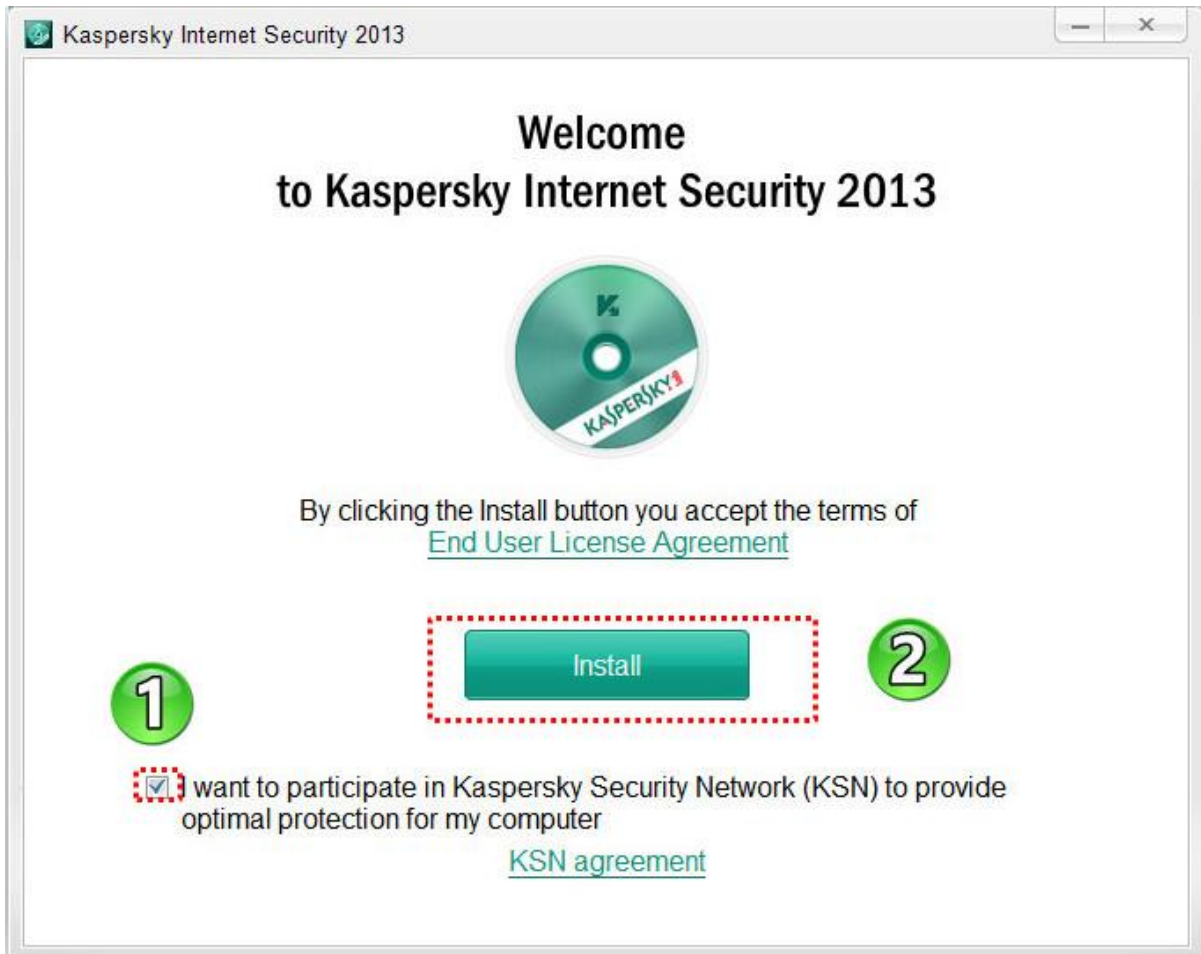 Kaspersky Internet Security 2013
Welcome
to Kaspersky Internet Security 2013
KASPERSKY
By clicking the Install button you accept the terms of
End User License Agreement
Install
2
1
I want to participate in Kaspersky Security Network (KSN) to provide
optimal protection for my computer
KSN agreement